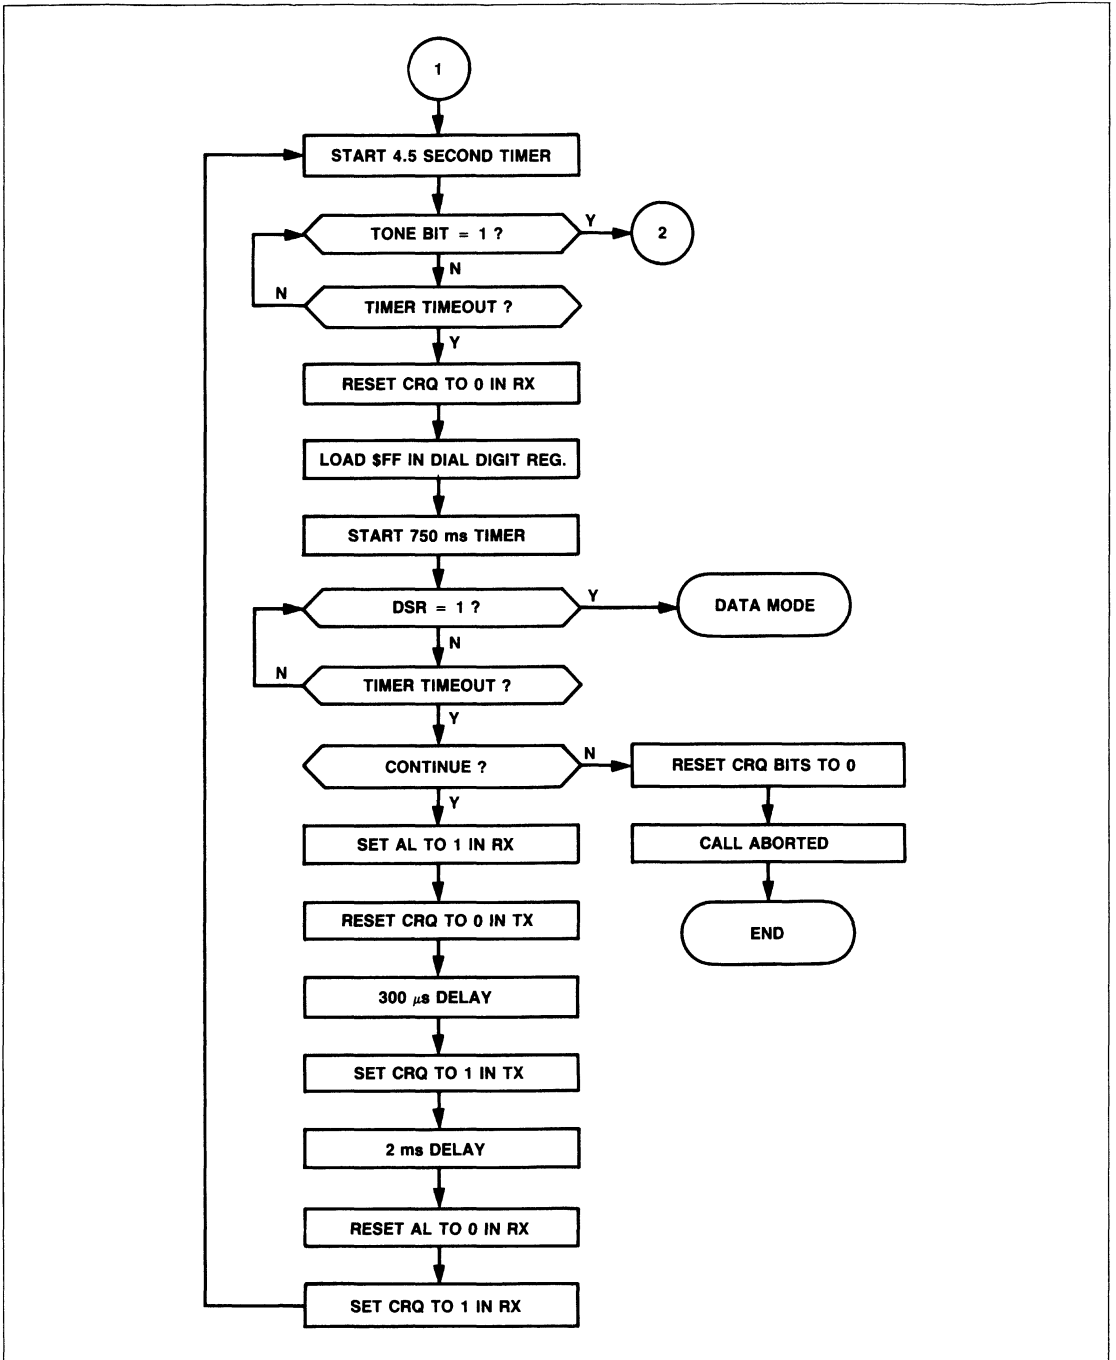 1
START 4.5 SECOND TIMER
TONE BIT = 1 ?
Y
2
N
N
TIMER TIMEOUT ?
Y
RESET CRQ TO 0 IN RX
LOAD $FF IN DIAL DIGIT REG.
START 750 ms TIMER
DSR = 1 ?
Y
DATA MODE
N
N
TIMER TIMEOUT ?
Y
CONTINUE ?
N
RESET CRQ BITS TO 0
Y
SET AL TO 1 IN RX
CALL ABORTED
RESET CRQ TO 0 IN TX
END
300 μs DELAY
SET CRQ TO 1 IN TX
2 ms DELAY
RESET AL TO 0 IN RX
SET CRQ TO 1 IN RX